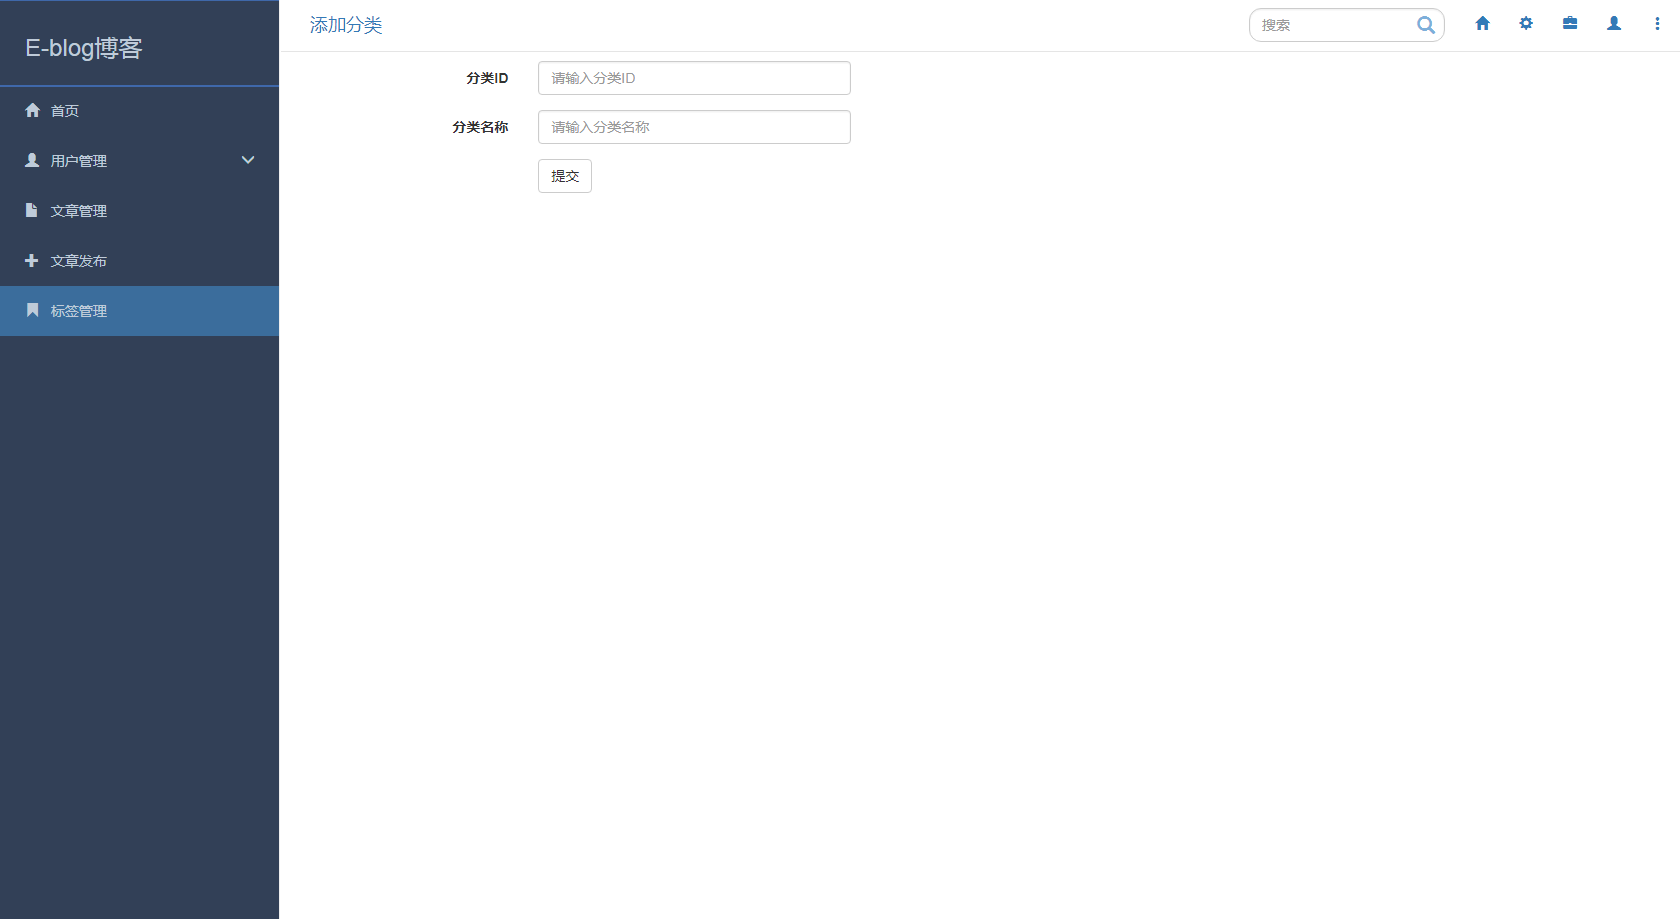 E-blog博客
首页
用户管理
文章管理
文章发布
标签管理
添加分类
搜索
分类ID
请输入分类ID
分类名称
请输入分类名称
提交